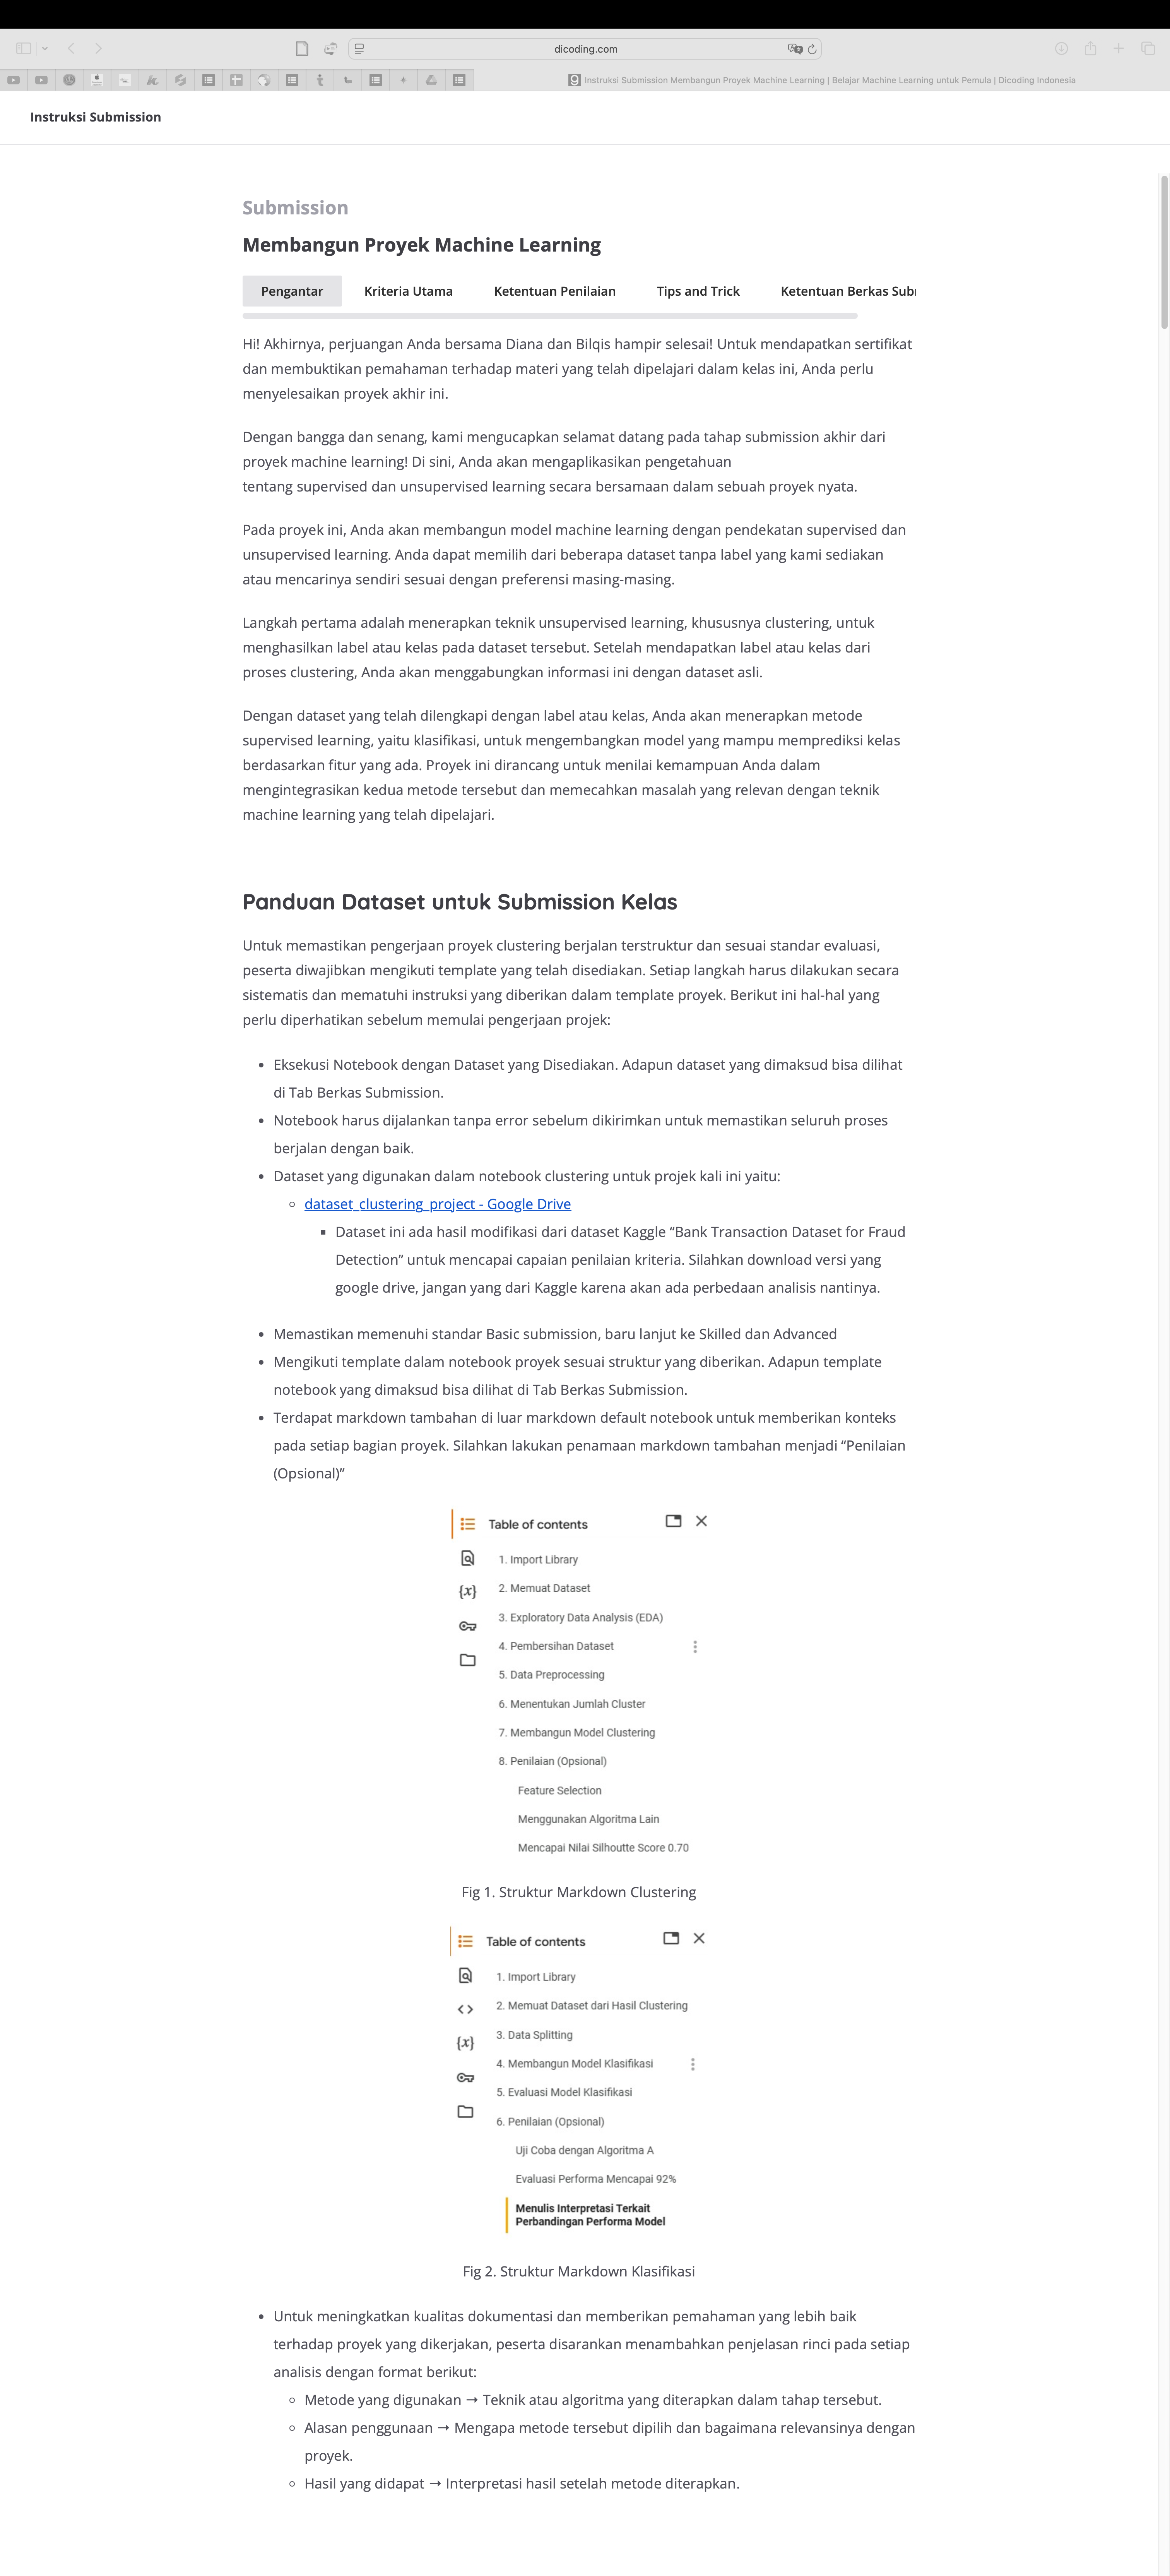 dicoding.com
Instruksi Submission Membangun Proyek Machine Learning | Belajar Machine Learning untuk Pemula | Dicoding Indonesia
Instruksi Submission
Submission
Membangun Proyek Machine Learning
Pengantar
Kriteria Utama
Ketentuan Penilaian
Tips and Trick
Ketentuan Berkas Subi
Hi! Akhirnya, perjuangan Anda bersama Diana dan Bilqis hampir selesai! Untuk mendapatkan sertifikat
dan membuktikan pemahaman terhadap materi yang telah dipelajari dalam kelas ini, Anda perlu
menyelesaikan proyek akhir ini.
Dengan bangga dan senang, kami mengucapkan selamat datang pada tahap submission akhir dari
proyek machine learning! Di sini, Anda akan mengaplikasikan pengetahuan
tentang supervised dan unsupervised learning secara bersamaan dalam sebuah proyek nyata.
Pada proyek ini, Anda akan membangun model machine learning dengan pendekatan supervised dan
unsupervised learning. Anda dapat memilih dari beberapa dataset tanpa label yang kami sediakan
atau mencarinya sendiri sesuai dengan preferensi masing-masing.
Langkah pertama adalah menerapkan teknik unsupervised learning, khususnya clustering, untuk
menghasilkan label atau kelas pada dataset tersebut. Setelah mendapatkan label atau kelas dari
proses clustering, Anda akan menggabungkan informasi ini dengan dataset asli.
Dengan dataset yang telah dilengkapi dengan label atau kelas, Anda akan menerapkan metode
supervised learning, yaitu klasifikasi, untuk mengembangkan model yang mampu memprediksi kelas
berdasarkan fitur yang ada. Proyek ini dirancang untuk menilai kemampuan Anda dalam
mengintegrasikan kedua metode tersebut dan memecahkan masalah yang relevan dengan teknik
machine learning yang telah dipelajari.
Panduan Dataset untuk Submission Kelas
Untuk memastikan pengerjaan proyek clustering berjalan terstruktur dan sesuai standar evaluasi,
peserta diwajibkan mengikuti template yang telah disediakan. Setiap langkah harus dilakukan secara
sistematis dan mematuhi instruksi yang diberikan dalam template proyek. Berikut ini hal-hal yang
perlu diperhatikan sebelum memulai pengerjaan projek:
• Eksekusi Notebook dengan Dataset yang Disediakan. Adapun dataset yang dimaksud bisa dilihat
di Tab Berkas Submission.
• Notebook harus dijalankan tanpa error sebelum dikirimkan untuk memastikan seluruh proses
berjalan dengan baik.
• Dataset yang digunakan dalam notebook clustering untuk projek kali ini yaitu:
dataset_clustering_project - Google Drive
Dataset ini ada hasil modifikasi dari dataset Kaggle “Bank Transaction Dataset for Fraud
Detection” untuk mencapai capaian penilaian kriteria. Silahkan download versi yang
google drive, jangan yang dari Kaggle karena akan ada perbedaan analisis nantinya.
• Memastikan memenuhi standar Basic submission, baru lanjut ke Skilled dan Advanced
• Mengikuti template dalam notebook proyek sesuai struktur yang diberikan. Adapun template
notebook yang dimaksud bisa dilihat di Tab Berkas Submission.
• Terdapat markdown tambahan di luar markdown default notebook untuk memberikan konteks
pada setiap bagian proyek. Silahkan lakukan penamaan markdown tambahan menjadi “Penilaian
(Opsional)”
Table of contents
1. Import Library
2. Memuat Dataset
3. Exploratory Data Analysis (EDA)
4. Pembersihan Dataset
5. Data Preprocessing
6. Menentukan Jumlah Cluster
7. Membangun Model Clustering
8. Penilaian (Opsional)
Feature Selection
Menggunakan Algoritma Lain
Mencapai Nilai Silhoutte Score 0.70
Fig 1. Struktur Markdown Clustering
Table of contents
1. Import Library
2. Memuat Dataset dari Hasil Clustering
3. Data Splitting
4. Membangun Model Klasifikasi
5. Evaluasi Model Klasifikasi
6. Penilaian (Opsional)
Uji Coba dengan Algoritma A
Evaluasi Performa Mencapai 92%
Menulis Interpretasi Terkait
Perbandingan Performa Model
Fig 2. Struktur Markdown Klasifikasi
• Untuk meningkatkan kualitas dokumentasi dan memberikan pemahaman yang lebih baik
terhadap proyek yang dikerjakan, peserta disarankan menambahkan penjelasan rinci pada setiap
analisis dengan format berikut:
Metode yang digunakan → Teknik atau algoritma yang diterapkan dalam tahap tersebut.
Alasan penggunaan → Mengapa metode tersebut dipilih dan bagaimana relevansinya dengan
proyek.
Hasil yang didapat → Interpretasi hasil setelah metode diterapkan.